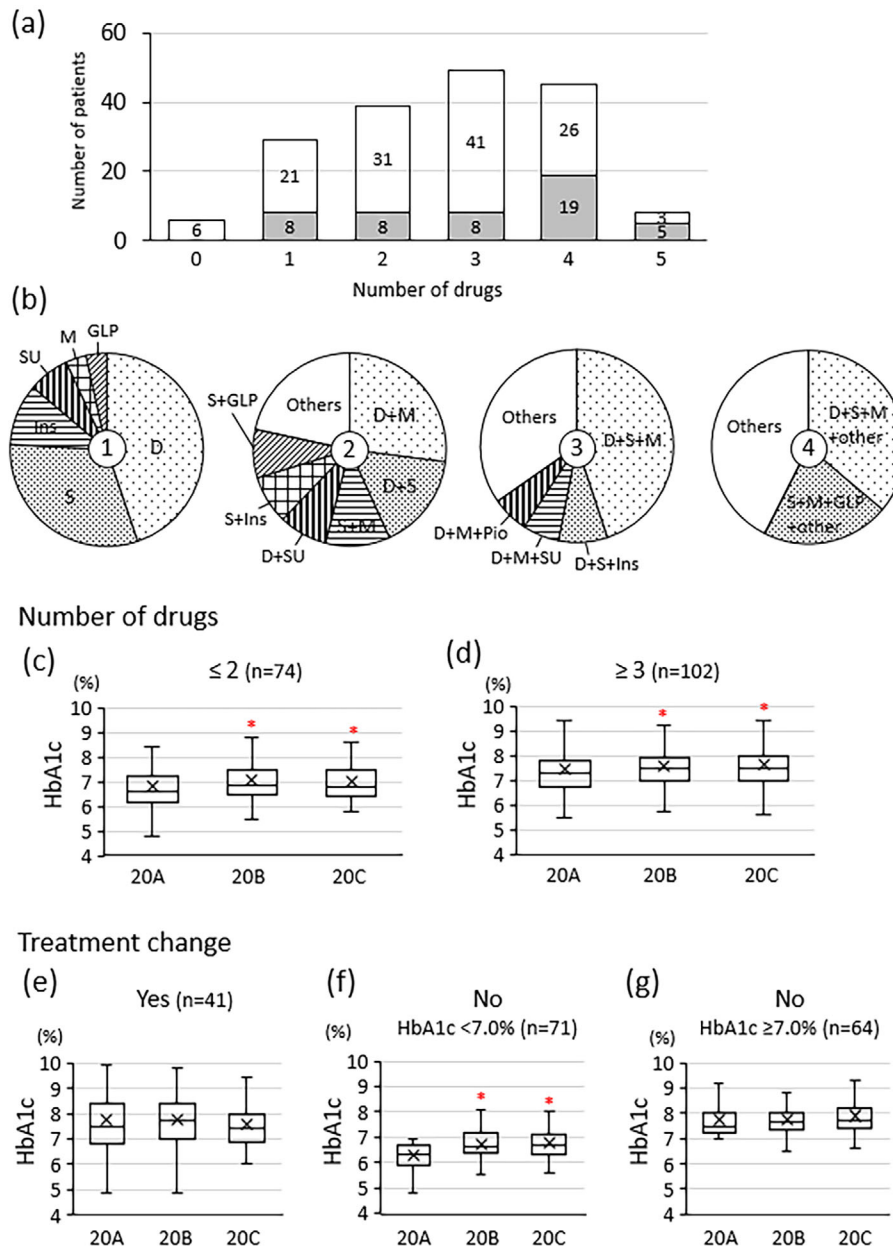 (a)
Number of patients
60
40
20
0
6
21
8
31
8
41
8
26
19
3
5
0 1 2 3 4 5
Number of drugs
(b)
GLP
M
SU
Ins
S
D
1
S+GLP
Others
D+M
D+S
S+M
D+SU
S+Ins
2
Others
D+S+M
D+S+Ins
D+M+SU
D+M+Pio
3
Others
D+S+M
+other
S+M+GLP
+other
4
Number of drugs
(c)
≤ 2 (n=74)
(%)
HbA1c
10
9
8
7
6
5
4
* *
20A 20B 20C
(d)
≥ 3 (n=102)
(%)
HbA1c
10
9
8
7
6
5
4
* *
20A 20B 20C
Treatment change
(e)
Yes (n=41)
(%)
HbA1c
10
9
8
7
6
5
4
20A 20B 20C
(f)
No
HbA1c <7.0% (n=71)
(%)
HbA1c
10
9
8
7
6
5
4
* *
20A 20B 20C
(g)
No
HbA1c ≥7.0% (n=64)
(%)
HbA1c
10
9
8
7
6
5
4
20A 20B 20C